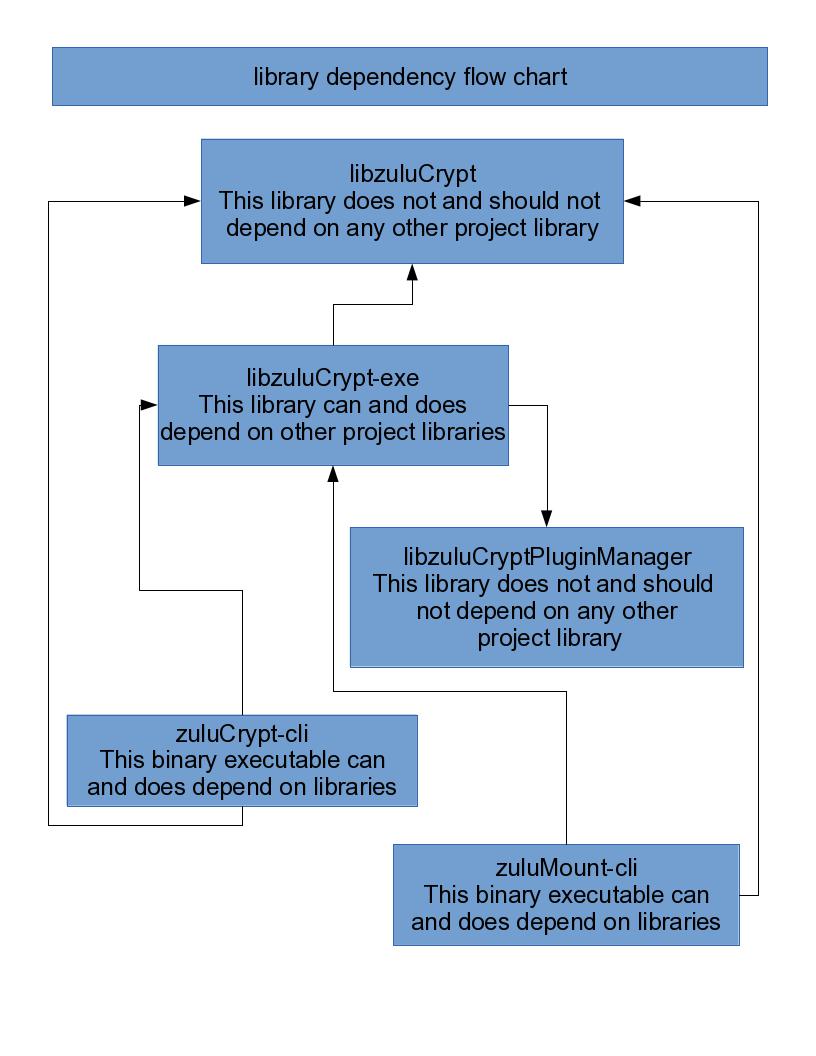 library dependency flow chart
libzuluCrypt
This library does not and should not
depend on any other project library
libzuluCrypt-exe
This library can and does
depend on other project libraries
libzuluCryptPluginManager
This library does not and should
not depend on any other
project library
zuluCrypt-cli
This binary executable can
and does depend on libraries
zuluMount-cli
This binary executable can
and does depend on libraries